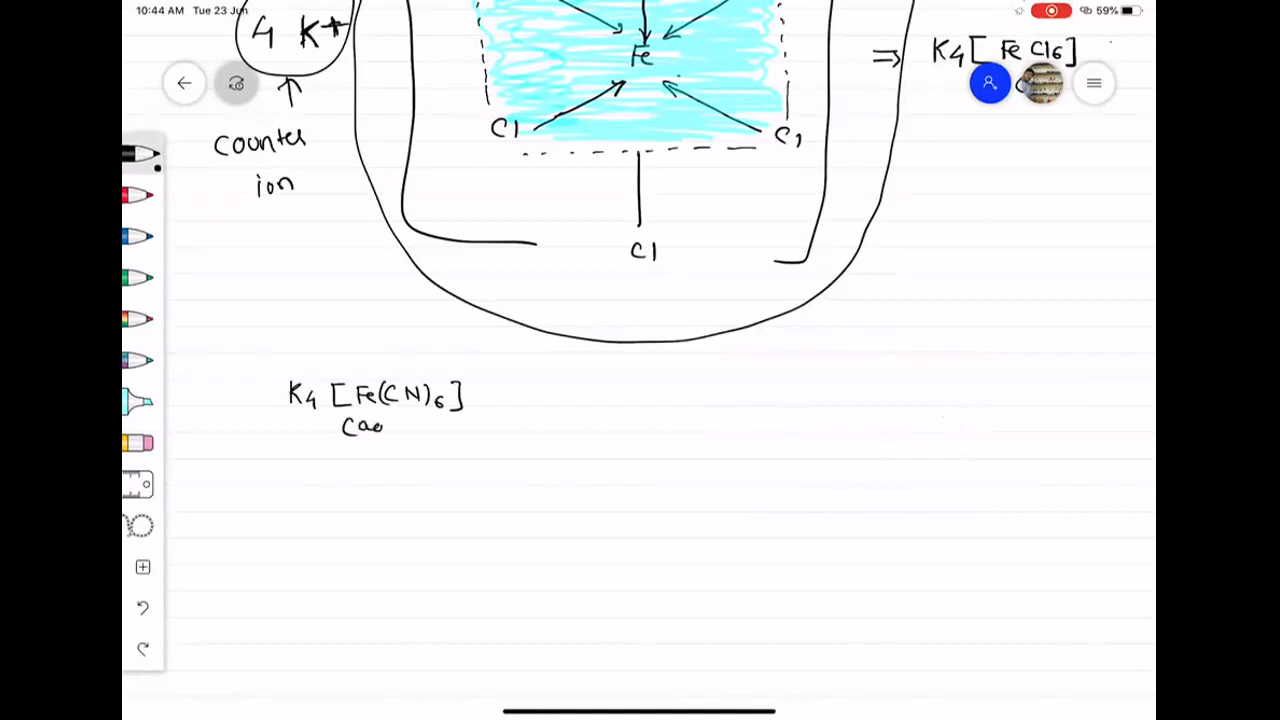 10:44 AM Tue 23 Jun
59%
4 K+
Fe
⇒ K4[ Fe Cl6]
Cl
Cl
counter
ion
Cl
K4 [Fe(CN)6]
Cao